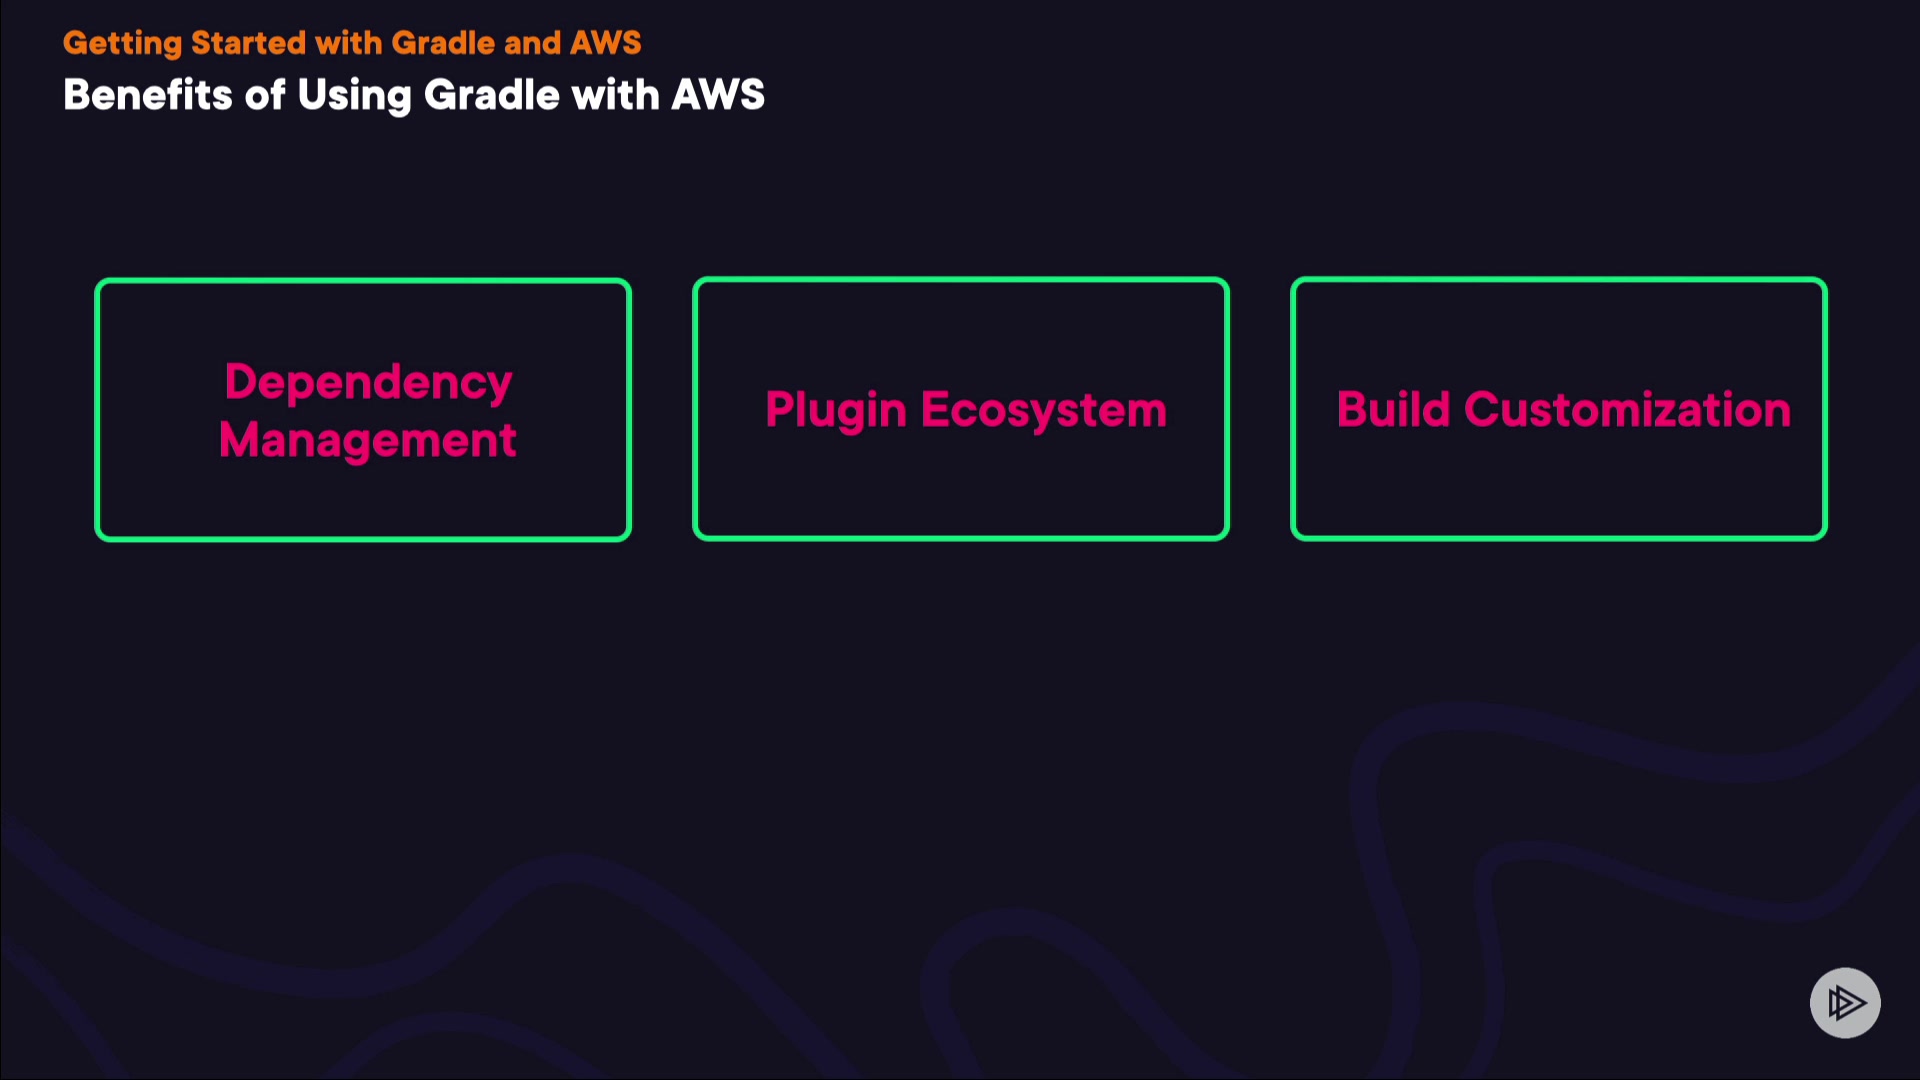 Getting Started with Gradle and AWS
Benefits of Using Gradle with AWS
Dependency
Management
Plugin Ecosystem
Build Customization